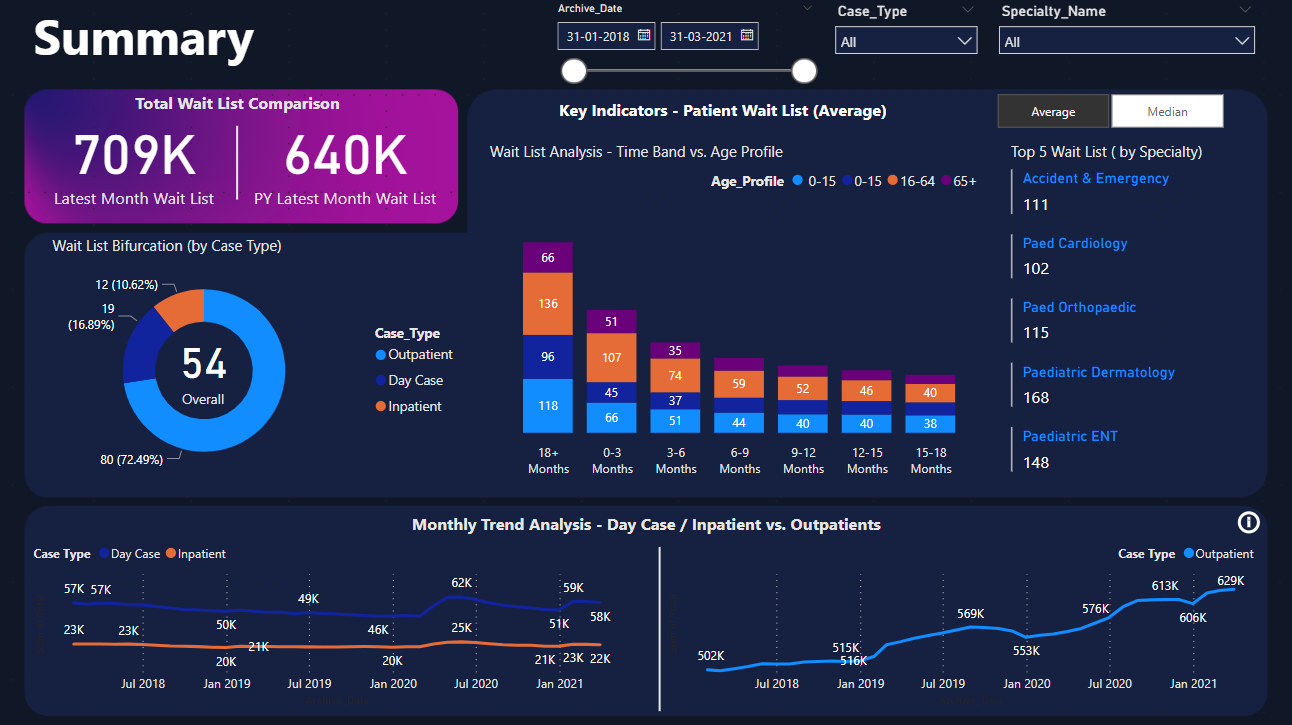 Summary
Archive_Date
31-01-2018
31-03-2021
Case_Type
All
Specialty_Name
All
Total Wait List Comparison
709K
Latest Month Wait List
640K
PY Latest Month Wait List
Key Indicators - Patient Wait List (Average)
Average
Median
Wait List Analysis - Time Band vs. Age Profile
Age_Profile 0-15 0-15 16-64 65+
66
136
96
118
51
107
45
66
35
74
37
51
59
44
52
40
46
40
40
38
18+
Months
0-3
Months
3-6
Months
6-9
Months
9-12
Months
12-15
Months
15-18
Months
Top 5 Wait List ( by Specialty)
Accident & Emergency
111
Paed Cardiology
102
Paed Orthopaedic
115
Paediatric Dermatology
168
Paediatric ENT
148
Wait List Bifurcation (by Case Type)
12 (10.62%)
19
(16.89%)
54
Overall
80 (72.49%)
Case_Type
Outpatient
Day Case
Inpatient
Monthly Trend Analysis - Day Case / Inpatient vs. Outpatients
Case Type Day Case Inpatient
57K 57K
50K
49K
46K
62K
51K
59K
58K
23K
23K
20K
21K
20K
25K
21K
23K
22K
Jul 2018
Jan 2019
Jul 2019
Jan 2020
Jul 2020
Jan 2021
Case Type Outpatient
502K
515K
516K
569K
553K
576K
613K
606K
629K
Jul 2018
Jan 2019
Jul 2019
Jan 2020
Jul 2020
Jan 2021